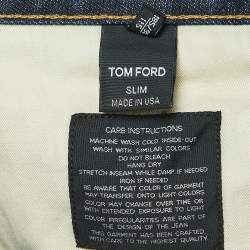 TOM FORD
SLIM
MADE IN USA
CARE INSTRUCTIONS
MACHINE WASH COLD INSIDE-OUT
WASH WITH SIMILAR COLORS
DO NOT BLEACH
HANG DRY
STRETCH INSEAM WHILE DAMP IF NEEDED
IRON IF NEEDED
BE AWARE THAT COLOR OF GARMENT
MAY TRANSFER ONTO LIGHT COLORS
COLOR MAY CHANGE OVER TIME OR
WITH EXTENDED EXPOSURE TO LIGHT
COLOR IRREGULARITIES ARE PART OF
THE DESIGN OF THE JEAN
THIS GARMENT HAS BEEN CRAFTED WITH
CARE TO THE HIGHEST QUALITY